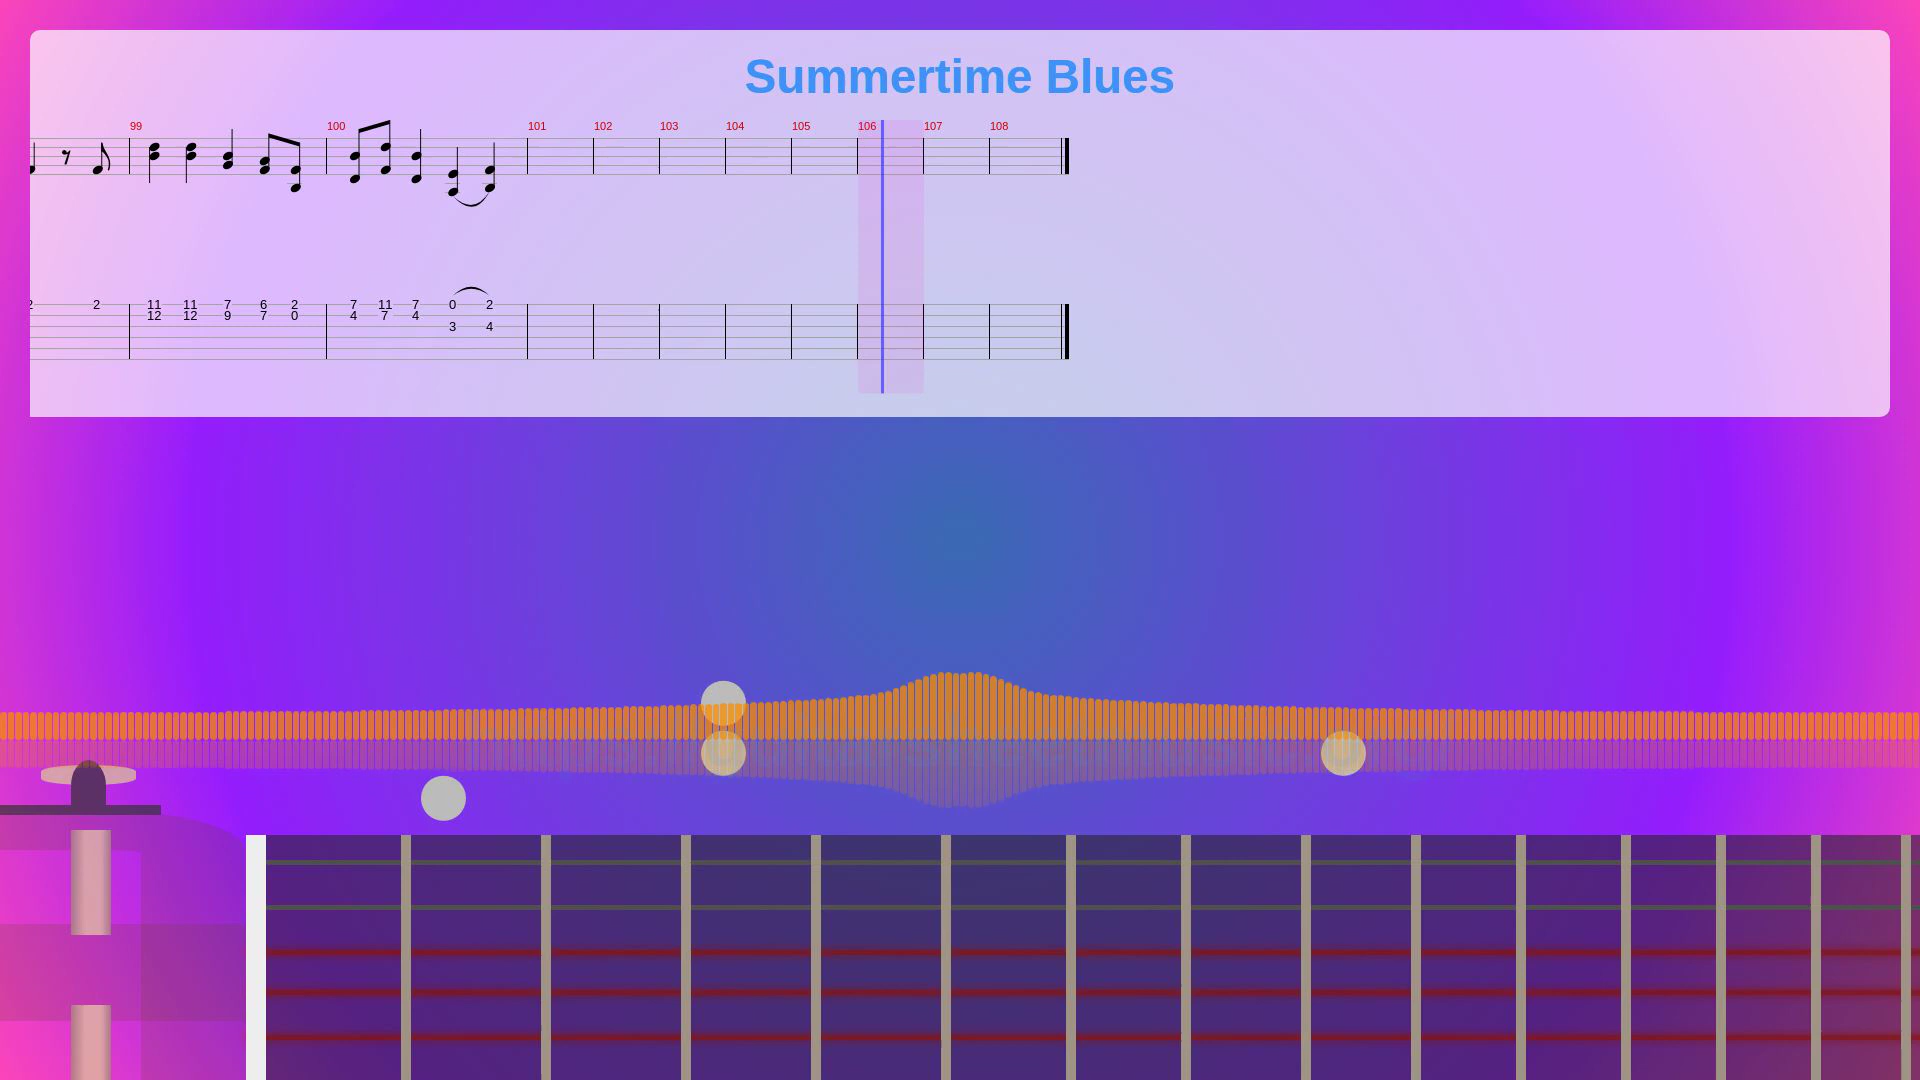 Summertime Blues
99 100 101 102 103 104 105 106 107 108
2 2 11 11 7 6 2 7 11 7 0 2
12 12 9 7 0 4 7 4
3 4